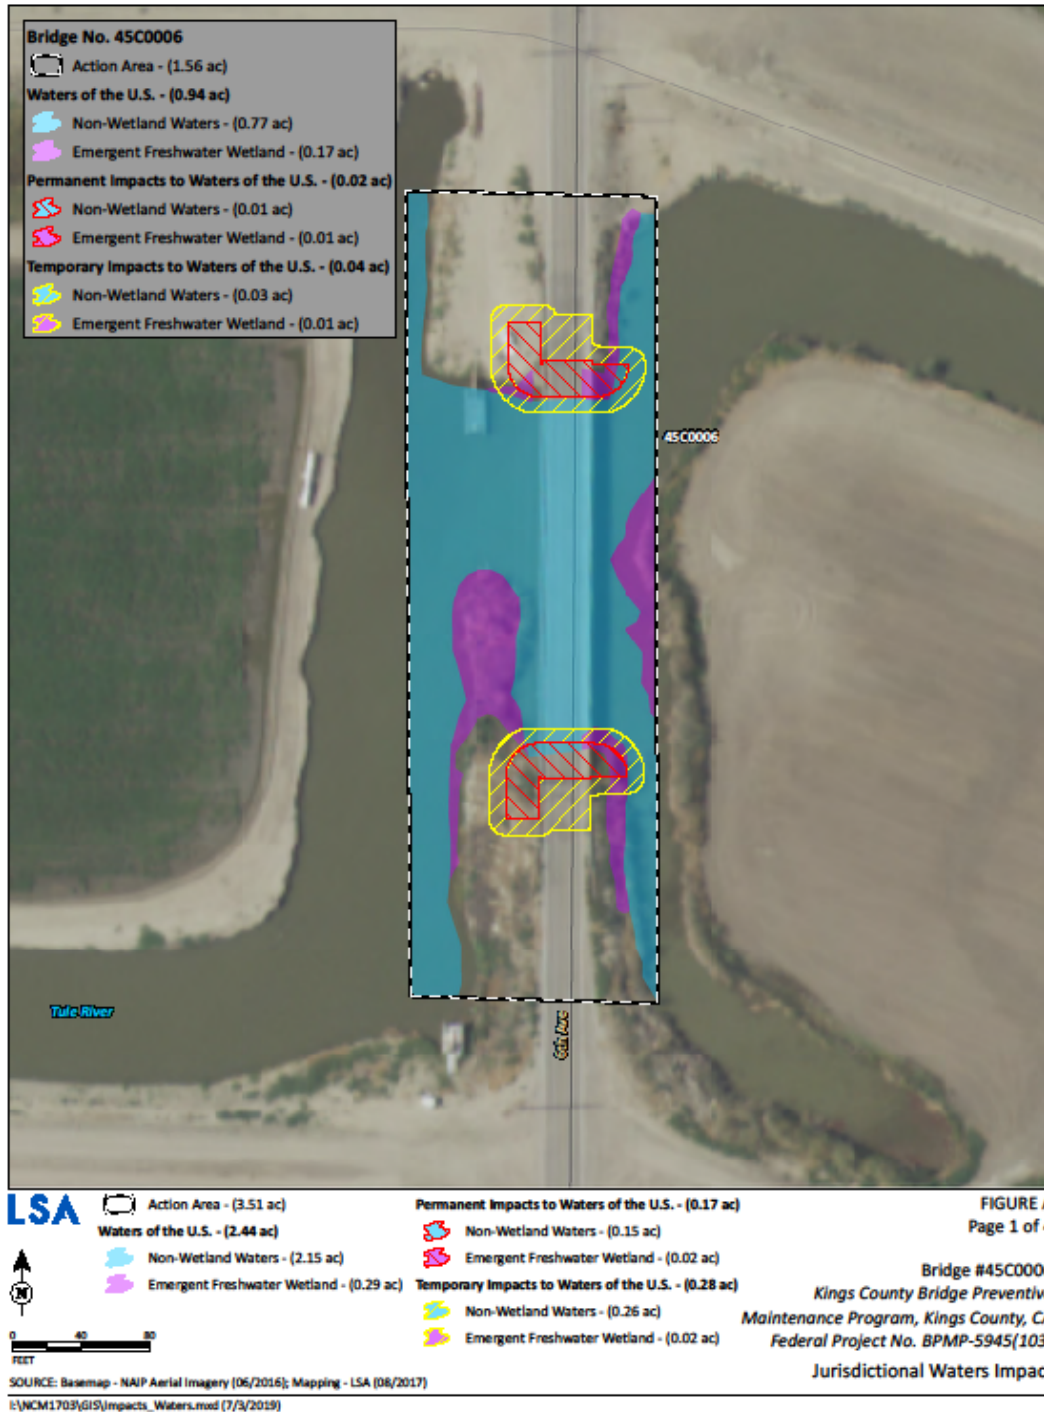 Bridge No. 45C0006
Action Area - (1.56 ac)
Waters of the U.S. - (0.94 ac)
Non-Wetland Waters - (0.77 ac)
Emergent Freshwater Wetland - (0.17 ac)
Permanent Impacts to Waters of the U.S. - (0.02 ac)
Non-Wetland Waters - (0.01 ac)
Emergent Freshwater Wetland - (0.01 ac)
Temporary Impacts to Waters of the U.S. - (0.04 ac)
Non-Wetland Waters - (0.03 ac)
Emergent Freshwater Wetland - (0.01 ac)
45C0006
Tule River
6th Ave
LSA
Action Area - (3.51 ac)
Waters of the U.S. - (2.44 ac)
Non-Wetland Waters - (2.15 ac)
Emergent Freshwater Wetland - (0.29 ac)
Permanent Impacts to Waters of the U.S. - (0.17 ac)
Non-Wetland Waters - (0.15 ac)
Emergent Freshwater Wetland - (0.02 ac)
Temporary Impacts to Waters of the U.S. - (0.28 ac)
Non-Wetland Waters - (0.26 ac)
Emergent Freshwater Wetland - (0.02 ac)
N
0 40 80
FEET
SOURCE: Basemap - NAIP Aerial Imagery (06/2016); Mapping - LSA (08/2017)
I:\NCM1703\GIS\Impacts_Waters.mxd (7/3/2019)
FIGURE
Page 1 of
Bridge #45C000
Kings County Bridge Preventiv
Maintenance Program, Kings County, C
Federal Project No. BPMP-5945(103
Jurisdictional Waters Impac